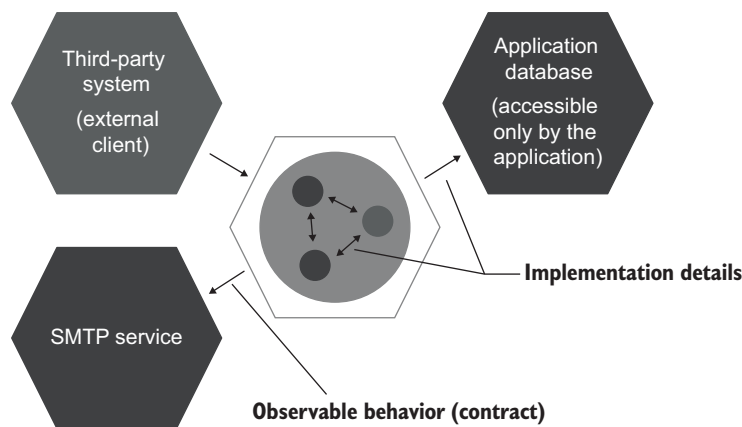 Third-party
system
(external
client)
Application
database
(accessible
only by the
application)
Implementation details
SMTP service
Observable behavior (contract)